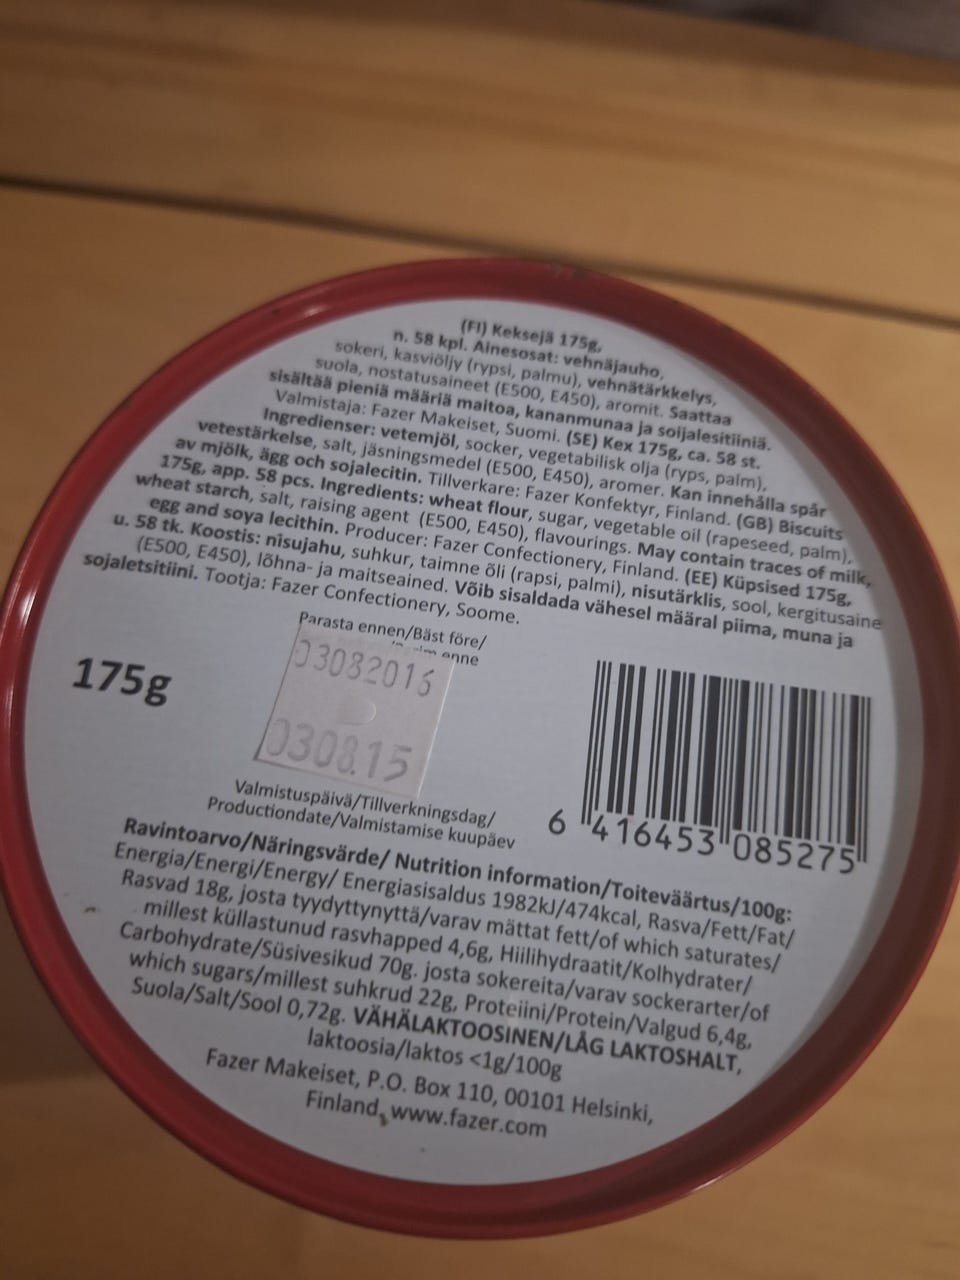 (FI) Keksejä 175g,
n. 58 kpl. Ainesosat: vehnäjauho,
sokeri, kasviöljy (rypsi, palmu), vehnätärkkelys,
suola, nostatusaineet (E500, E450), aromit. Saattaa
sisältää pieniä määriä maitoa, kananmunaa ja soijalesitiiniä.
Valmistaja: Fazer Makeiset, Suomi. (SE) Kex 175g, ca. 58 st.
Ingredienser: vetemjöl, socker, vegetabilisk olja (ryps, palm),
vetestärkelse, salt, jäsningsmedel (E500, E450), aromer. Kan innehålla spår
av mjölk, ägg och sojalecitin. Tillverkare: Fazer Konfektyr, Finland. (GB) Biscuits
175g, app. 58 pcs. Ingredients: wheat flour, sugar, vegetable oil (rapeseed, palm),
wheat starch, salt, raising agent (E500, E450), flavourings. May contain traces of milk,
egg and soya lecithin. Producer: Fazer Confectionery, Finland. (EE) Küpsised 175g,
u. 58 tk. Koostis: nisujahu, suhkur, taimne õli (rapsi, palmi), nisutärklis, sool, kergitusaine
(E500, E450), lõhna- ja maitseained. Võib sisaldada vähesel määral piima, muna ja
sojaletsitiini. Tootja: Fazer Confectionery, Soome.
Parasta ennen/Bäst före/
enne
03082016
030815
175g
Valmistuspäivä/Tillverkningsdag/
Productiondate/Valmistamise kuupäev
6 416453 085275
Ravintoarvo/Näringsvärde/ Nutrition information/Toiteväärtus/100g:
Energia/Energi/Energy/ Energiasisaldus 1982kJ/474kcal, Rasva/Fett/Fat/
Rasvad 18g, josta tyydyttynyttä/varav mättat fett/of which saturates/
millest küllastunud rasvhapped 4,6g, Hiilihydraatit/Kolhydrater/
Carbohydrate/Süsivesikud 70g. josta sokereita/varav sockerarter/of
which sugars/millest suhkrud 22g, Proteiini/Protein/Valgud 6,4g,
Suola/Salt/Sool 0,72g. VÄHÄLAKTOOSINEN/LÅG LAKTOSHALT,
laktoosia/laktos <1g/100g
Fazer Makeiset, P.O. Box 110, 00101 Helsinki,
Finland, www.fazer.com